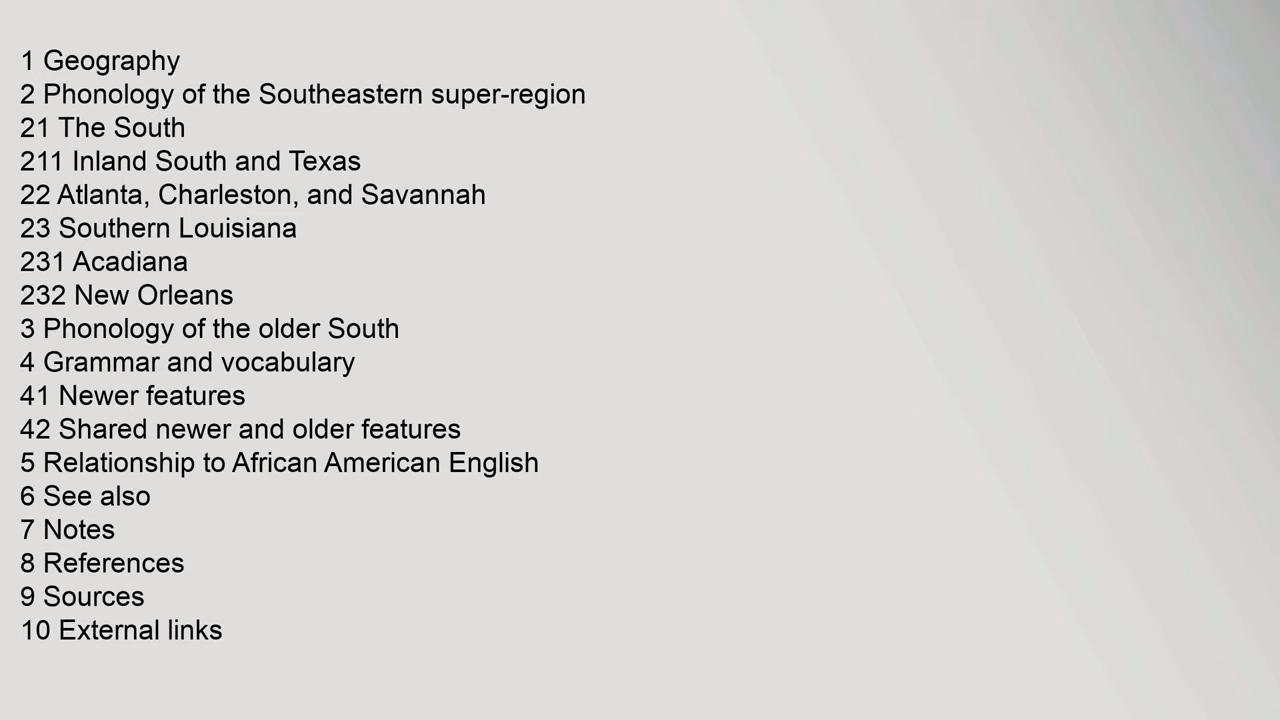 1 Geography
2 Phonology of the Southeastern super-region
21 The South
211 Inland South and Texas
22 Atlanta, Charleston, and Savannah
23 Southern Louisiana
231 Acadiana
232 New Orleans
3 Phonology of the older South
4 Grammar and vocabulary
41 Newer features
42 Shared newer and older features
5 Relationship to African American English
6 See also
7 Notes
8 References
9 Sources
10 External links